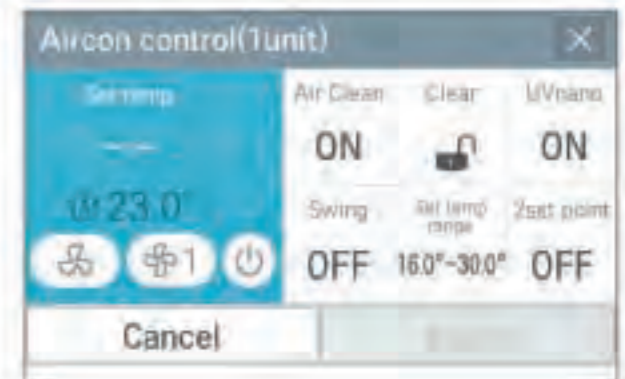 Aircon control(1unit)
Set temp
23.0°
1
Air Clean
Clear
UVnano
ON
ON
Swing
Set temp
range
2set point
OFF
16.0°~30.0°
OFF
Cancel